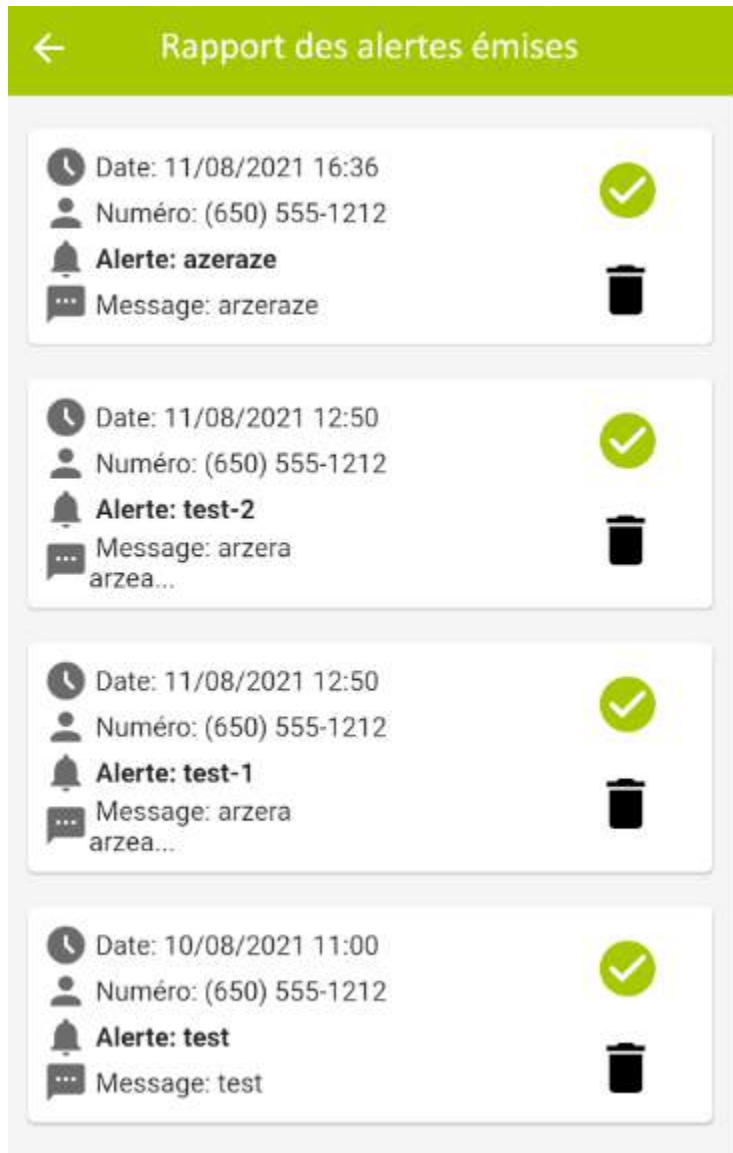 Rapport des alertes émises
Date: 11/08/2021 16:36
Numéro: (650) 555-1212
Alerte: azeraze
Message: arzeraze
Date: 11/08/2021 12:50
Numéro: (650) 555-1212
Alerte: test-2
Message: arzera
arzea...
Date: 11/08/2021 12:50
Numéro: (650) 555-1212
Alerte: test-1
Message: arzera
arzea...
Date: 10/08/2021 11:00
Numéro: (650) 555-1212
Alerte: test
Message: test